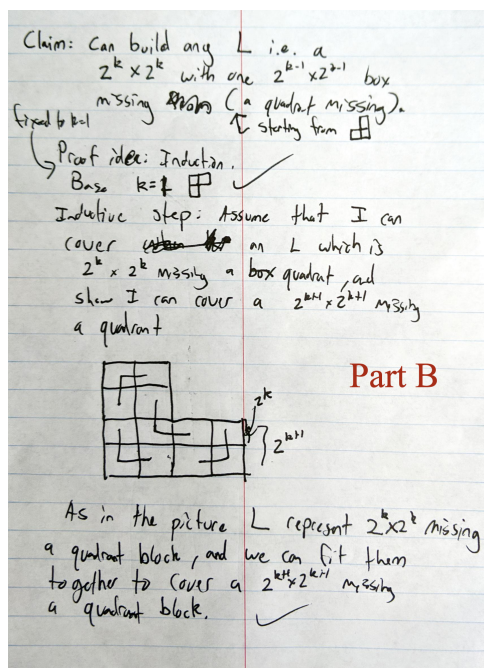 Claim: Can build any L i.e. a
2^k × 2^k with one 2^{k-1} × 2^{k-1} box
missing (a quadrant missing).
fixed to k=1
starting from
Proof idea: Induction.
Base k=1
Inductive step: Assume that I can
cover an L which is
2^k × 2^k missing a box quadrat, and
show I can cover a 2^{k+1} × 2^{k+1} missing
a quadrant
Part B
2^k
2^{k+1}
As in the picture L represent 2^k×2^k missing
a quadrant block, and we can fit them
together to cover a 2^{k+1}×2^{k+1} missing
a quadrant block.